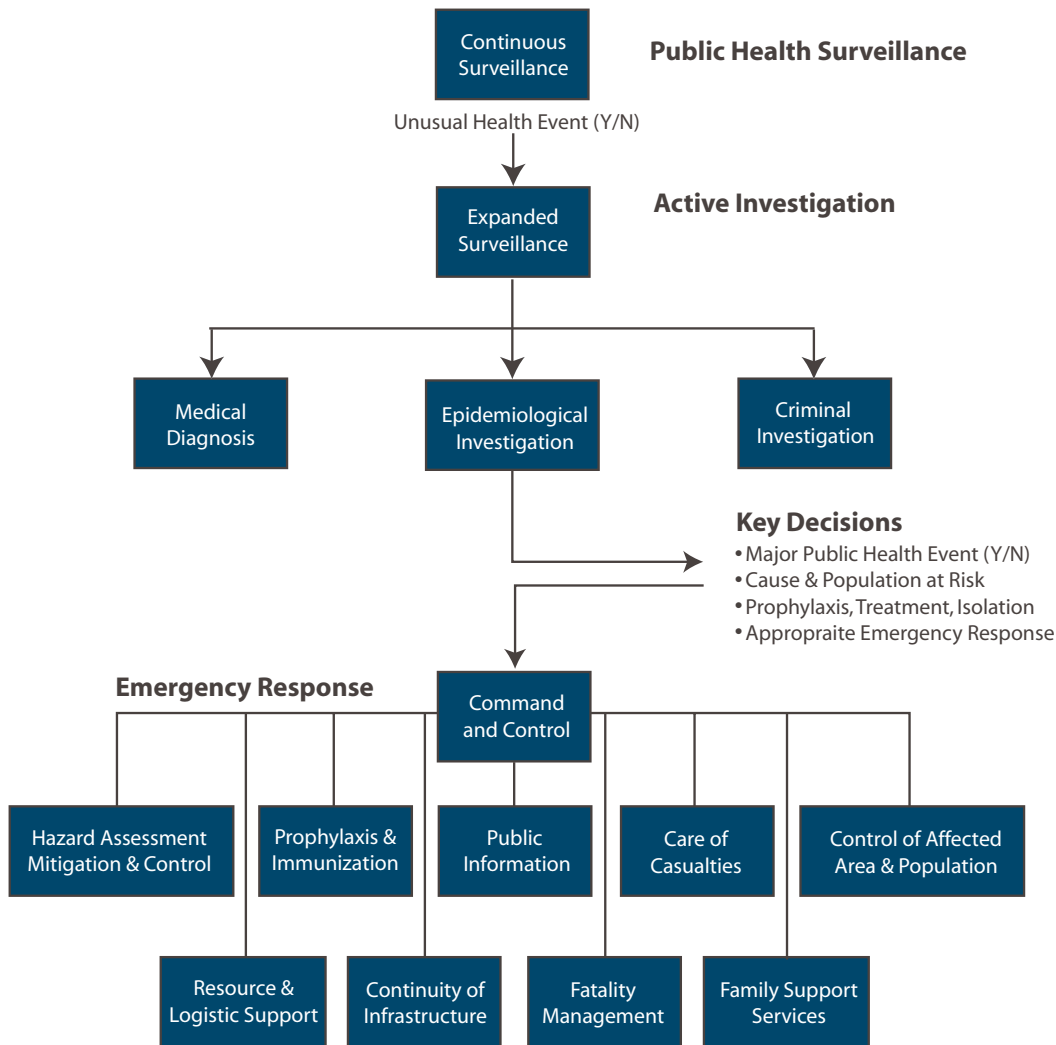 Continuous
Surveillance
Public Health Surveillance
Unusual Health Event (Y/N)
Expanded
Surveillance
Active Investigation
Medical
Diagnosis
Epidemiological
Investigation
Criminal
Investigation
Key Decisions
• Major Public Health Event (Y/N)
• Cause & Population at Risk
• Prophylaxis, Treatment, Isolation
• Appropraite Emergency Response
Emergency Response
Command
and Control
Hazard Assessment
Mitigation & Control
Prophylaxis &
Immunization
Public
Information
Care of
Casualties
Control of Affected
Area & Population
Resource &
Logistic Support
Continuity of
Infrastructure
Fatality
Management
Family Support
Services